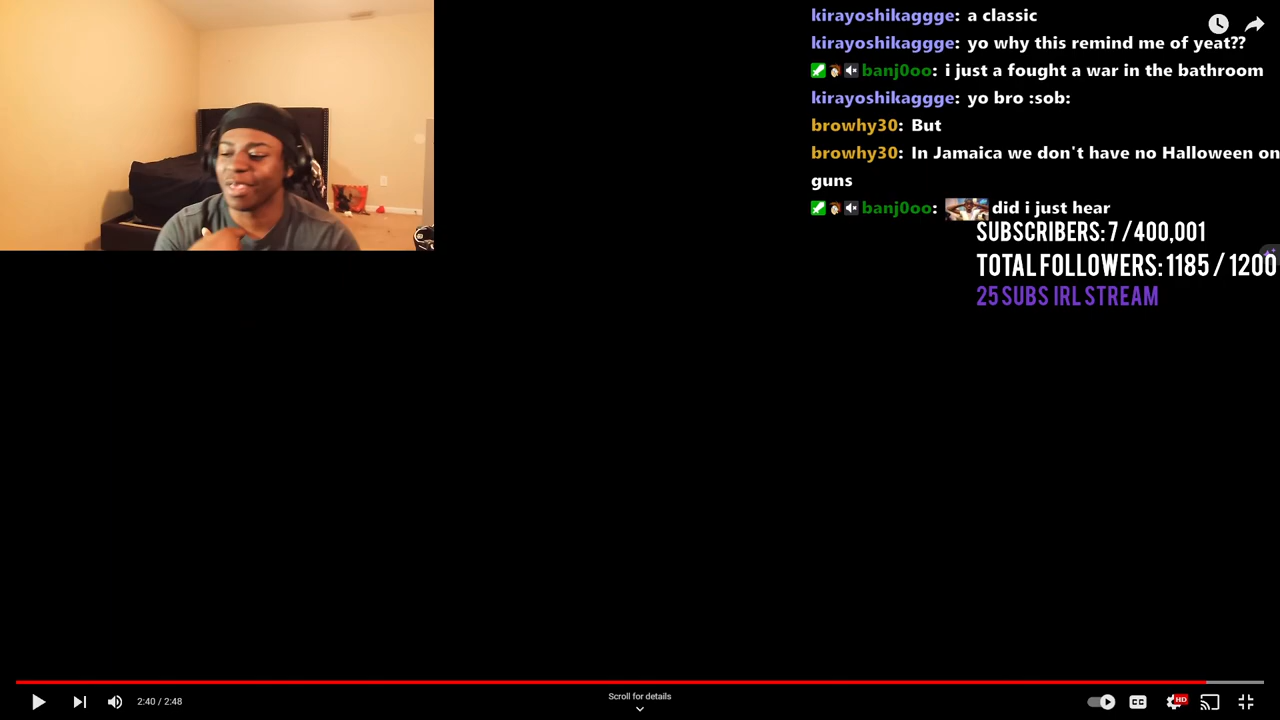 kirayoshikaggge: a classic
kirayoshikaggge: yo why this remind me of yeat??
banj0oo: i just a fought a war in the bathroom
kirayoshikaggge: yo bro :sob:
browhy30: But
browhy30: In Jamaica we don't have no Halloween on
guns
banj0oo: did i just hear
SUBSCRIBERS: 7 / 400,001
TOTAL FOLLOWERS: 1185 / 1200
25 SUBS IRL STREAM
Scroll for details
2:40 / 2:48
CC
HD